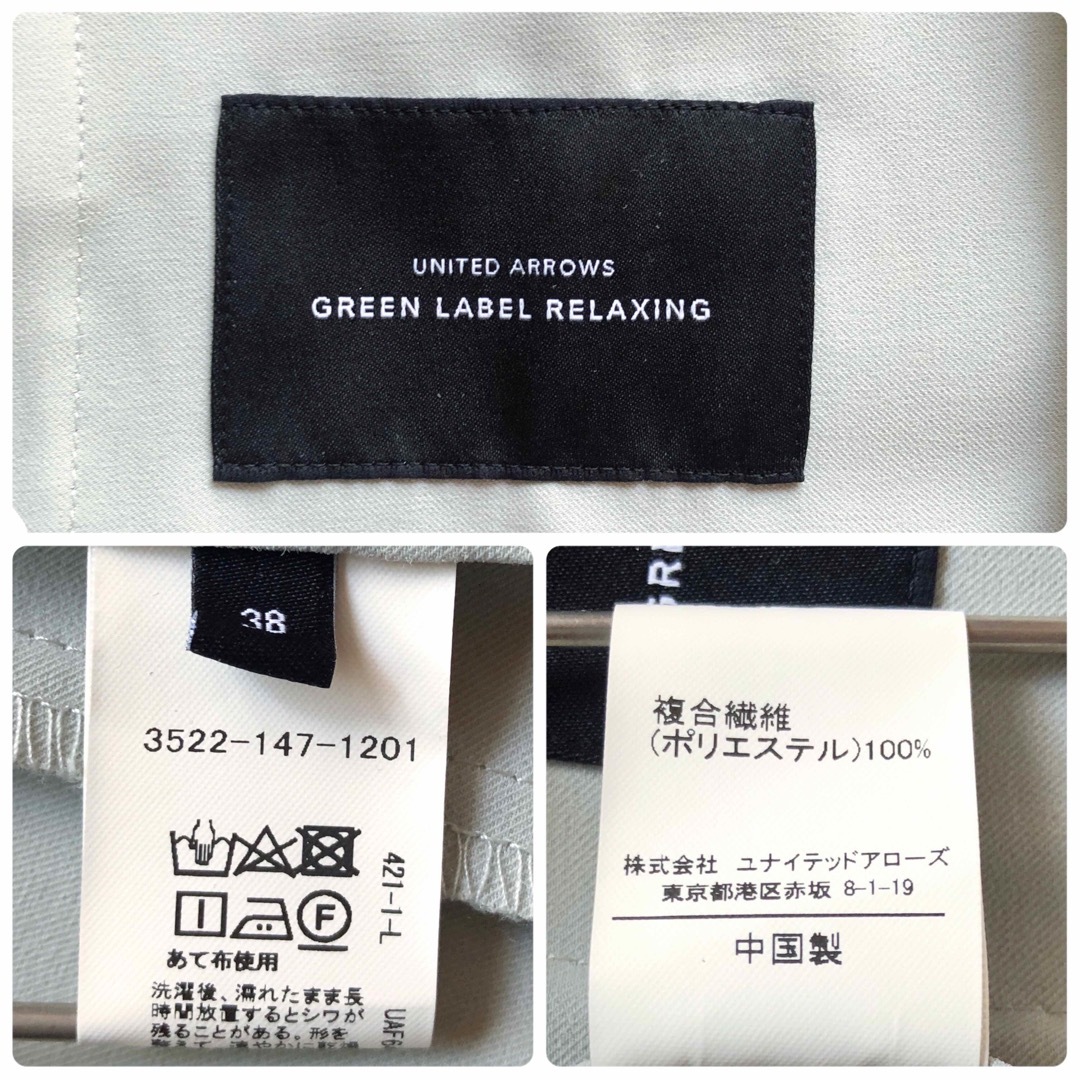 UNITED ARROWS
GREEN LABEL RELAXING
38
3522-147-1201
F
あて布使用
洗濯後、濡れたまま長
時間放置するとシワが
残ることがある。形を
421-1-L
複合繊維
(ポリエステル)100%
株式会社 ユナイテッドアローズ
東京都港区赤坂 8-1-19
中国製